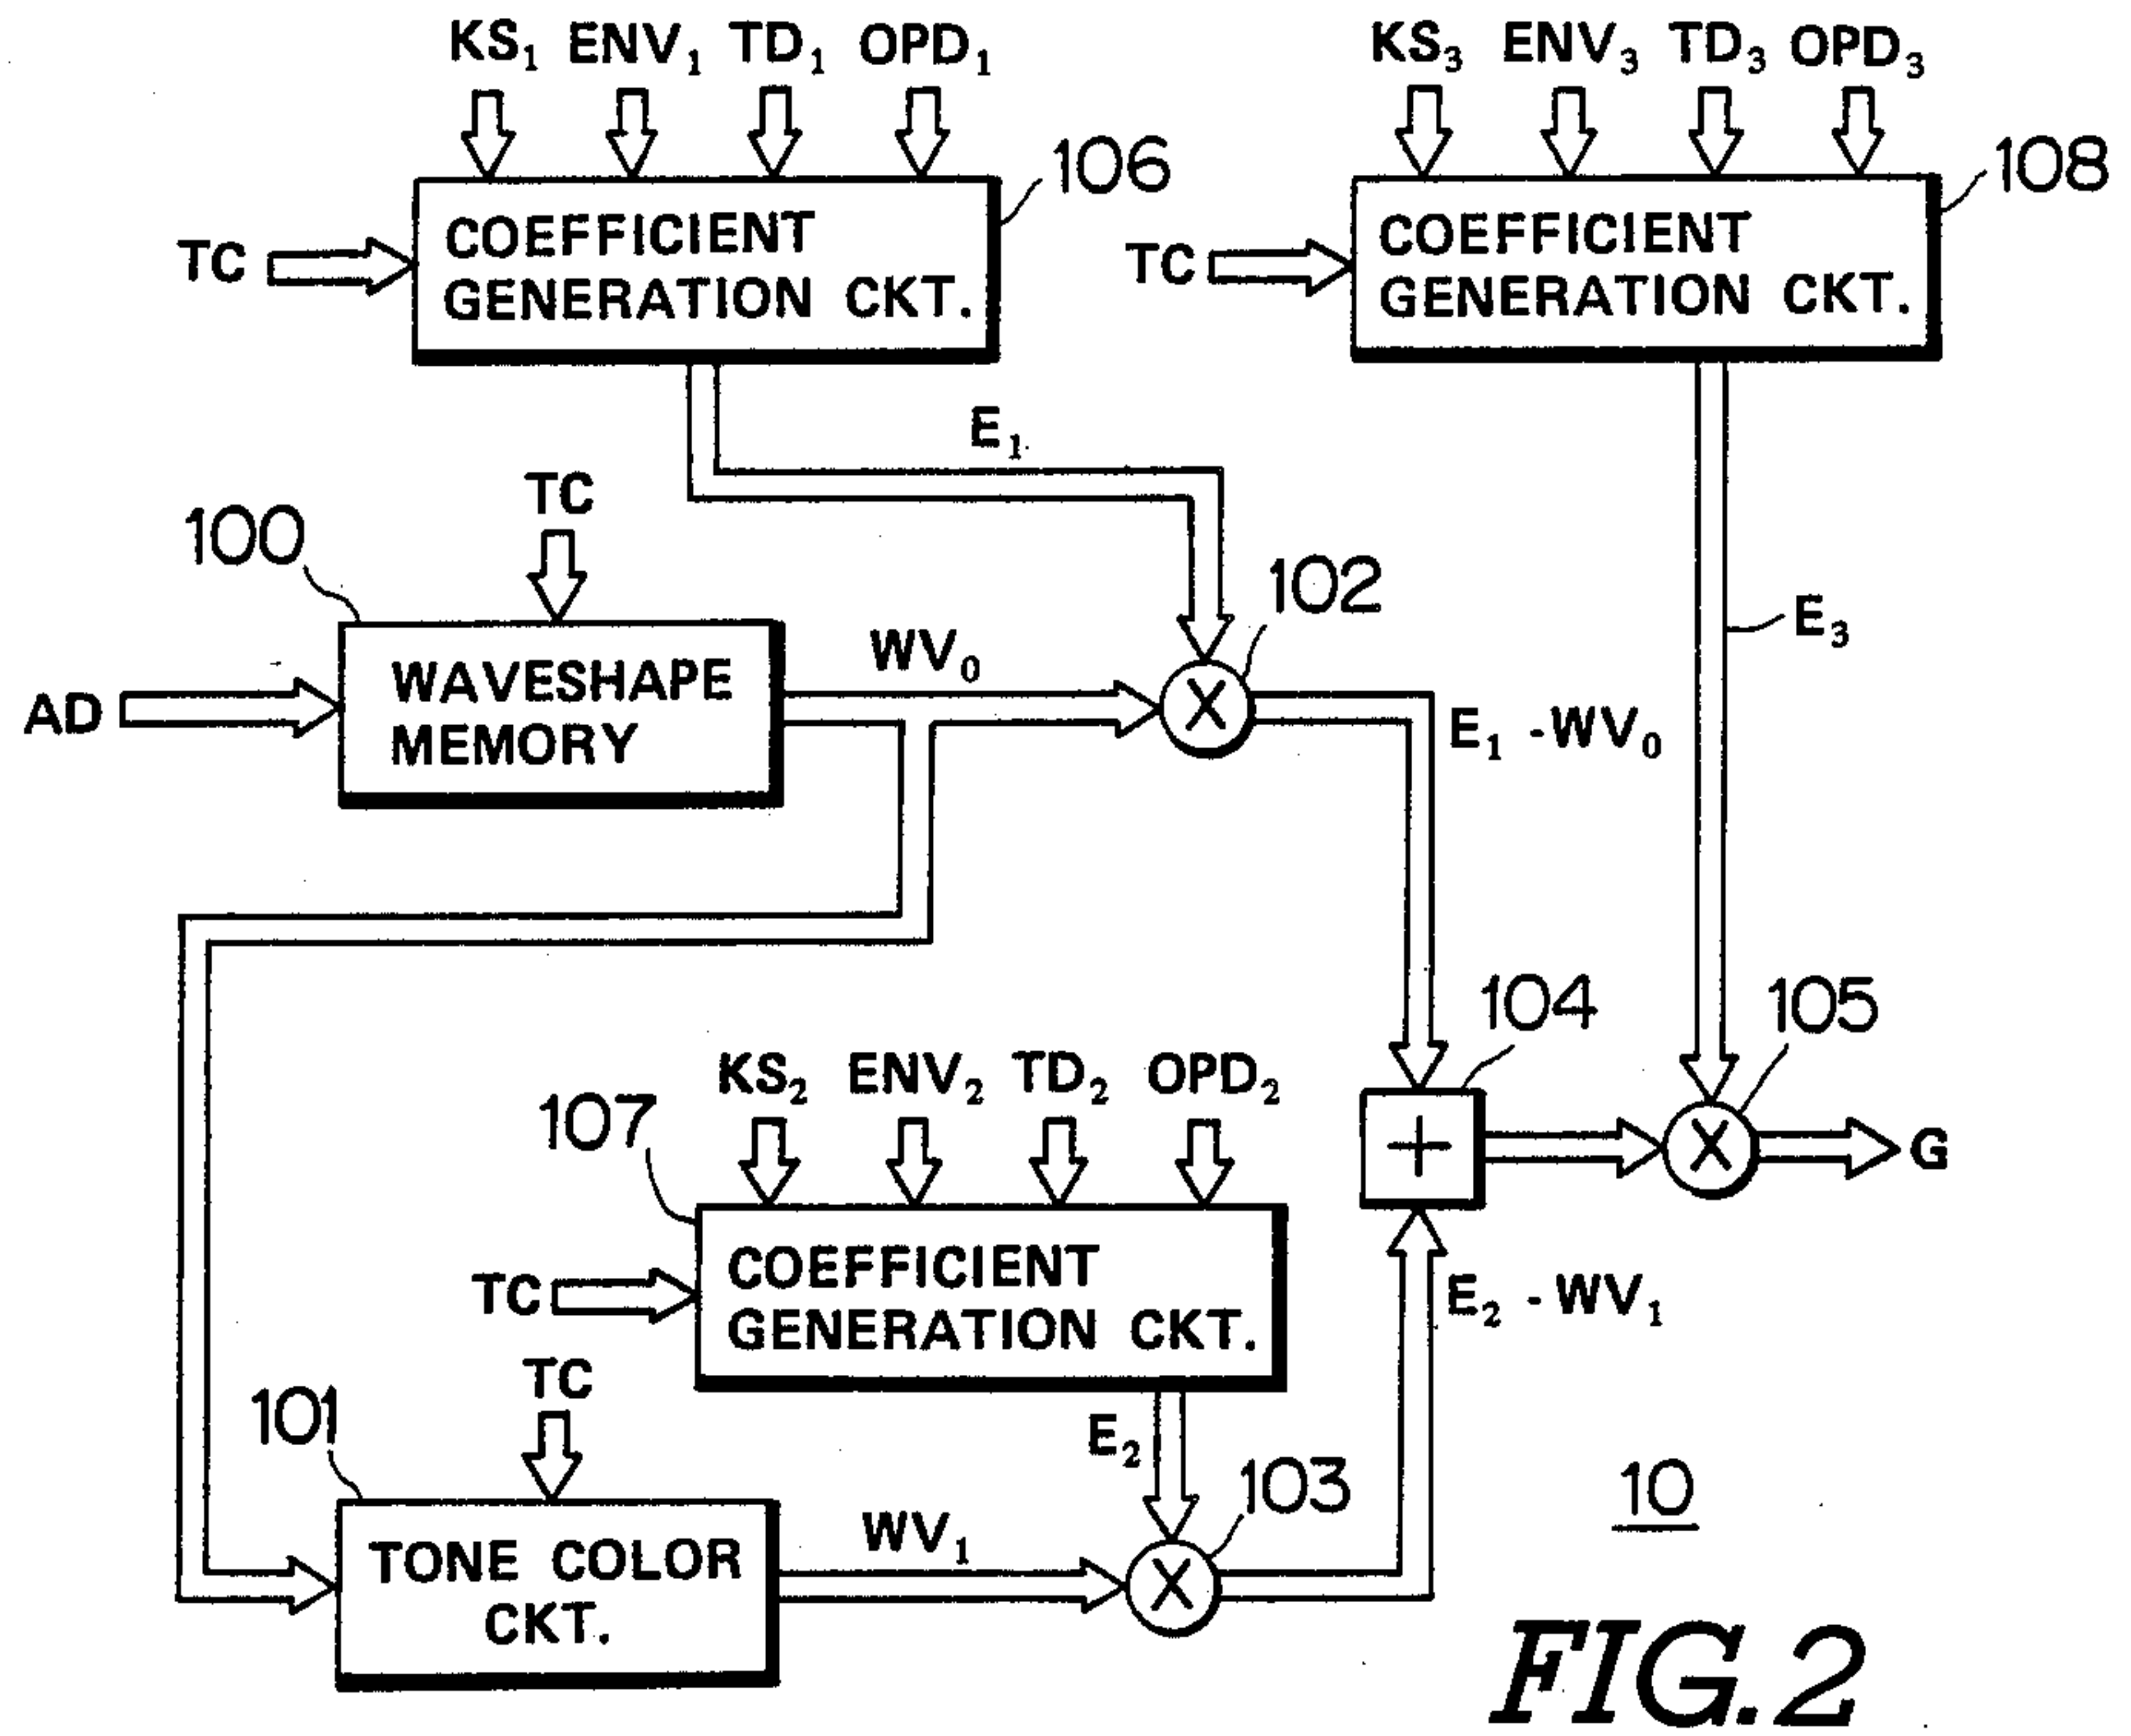 KS₁ ENV₁ TD₁ OPD₁
KS₃ ENV₃ TD₃ OPD₃
106
108
TC
COEFFICIENT
GENERATION CKT.
TC
COEFFICIENT
GENERATION CKT.
E₁
TC
100
102
E₃
WAVESHAPE
MEMORY
WV₀
AD
E₁ -WV₀
104
105
KS₂ ENV₂ TD₂ OPD₂
107
+
X
X
G
COEFFICIENT
GENERATION CKT.
TC
E₂ -WV₁
TC
101
E₂
103
10
TONE COLOR
CKT.
WV₁
X
FIG.2